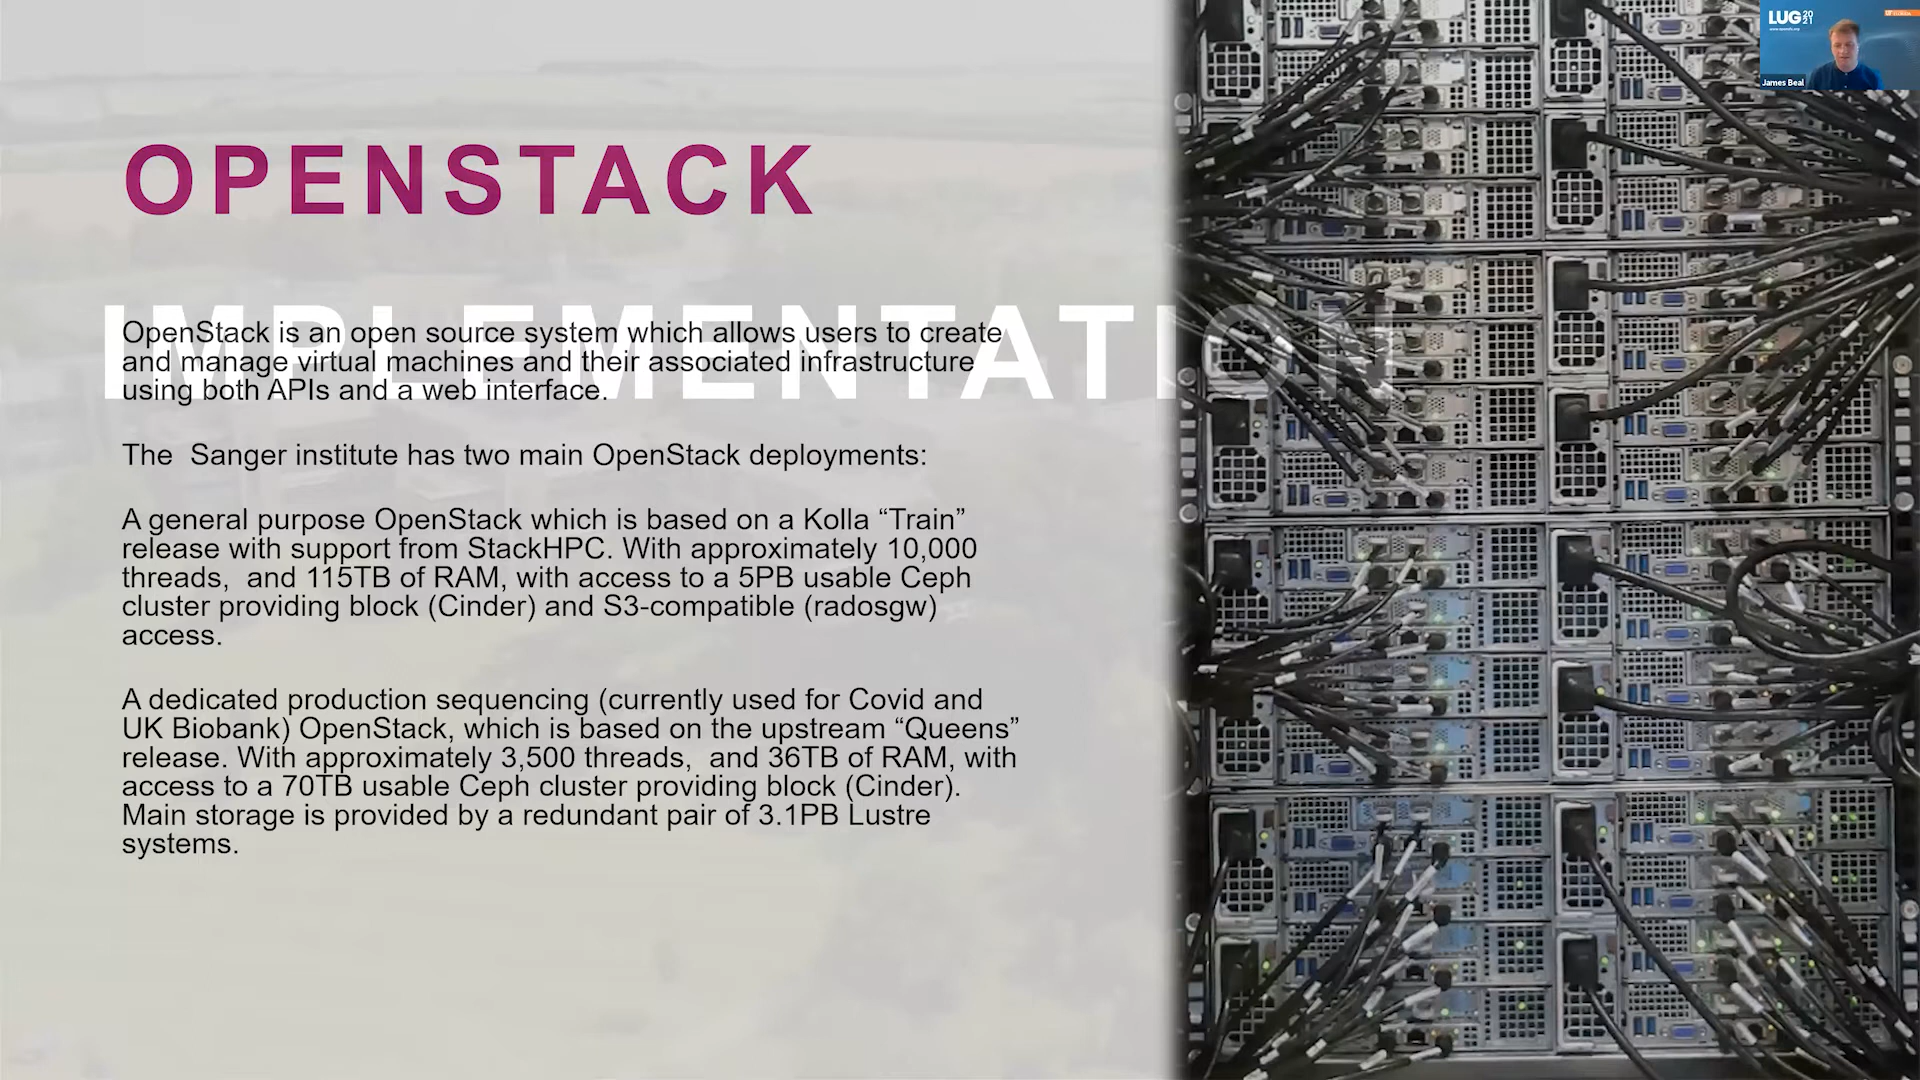 LUG 20
21
James Beal
OPENSTACK
IMPLEMENTATION
OpenStack is an open source system which allows users to create
and manage virtual machines and their associated infrastructure
using both APIs and a web interface.
The  Sanger institute has two main OpenStack deployments:
A general purpose OpenStack which is based on a Kolla “Train”
release with support from StackHPC. With approximately 10,000
threads,  and 115TB of RAM, with access to a 5PB usable Ceph
cluster providing block (Cinder) and S3-compatible (radosgw)
access.
A dedicated production sequencing (currently used for Covid and
UK Biobank) OpenStack, which is based on the upstream “Queens”
release. With approximately 3,500 threads,  and 36TB of RAM, with
access to a 70TB usable Ceph cluster providing block (Cinder).
Main storage is provided by a redundant pair of 3.1PB Lustre
systems.